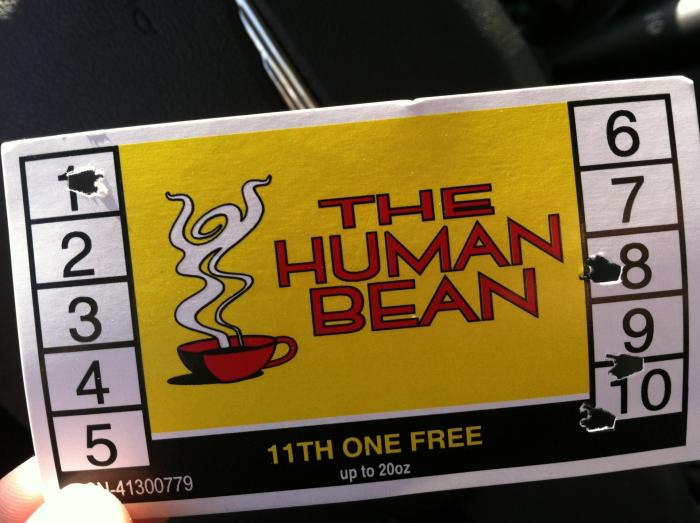 1
2
3
4
5
THE
HUMAN
BEAN
6
7
8
9
10
11TH ONE FREE
up to 20oz
-41300779